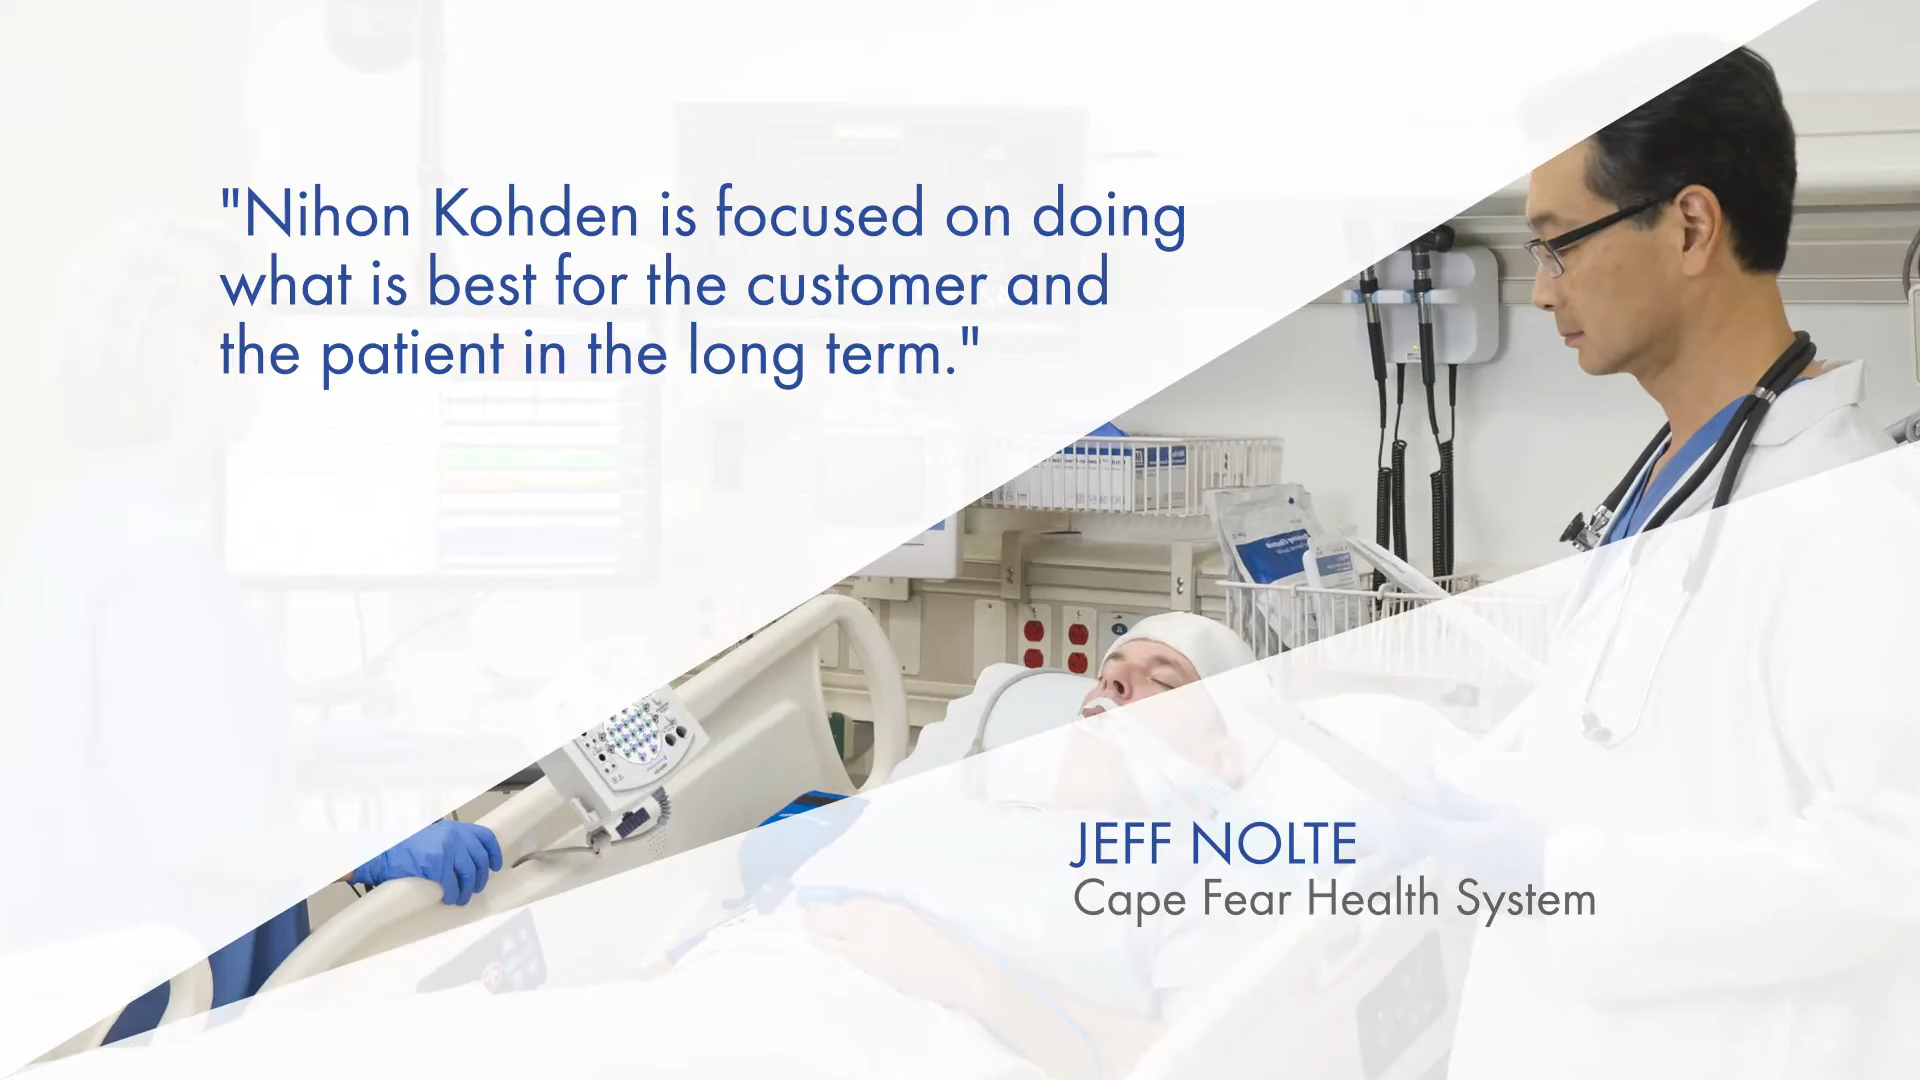 "Nihon Kohden is focused on doing
what is best for the customer and
the patient in the long term."
JEFF NOLTE
Cape Fear Health System